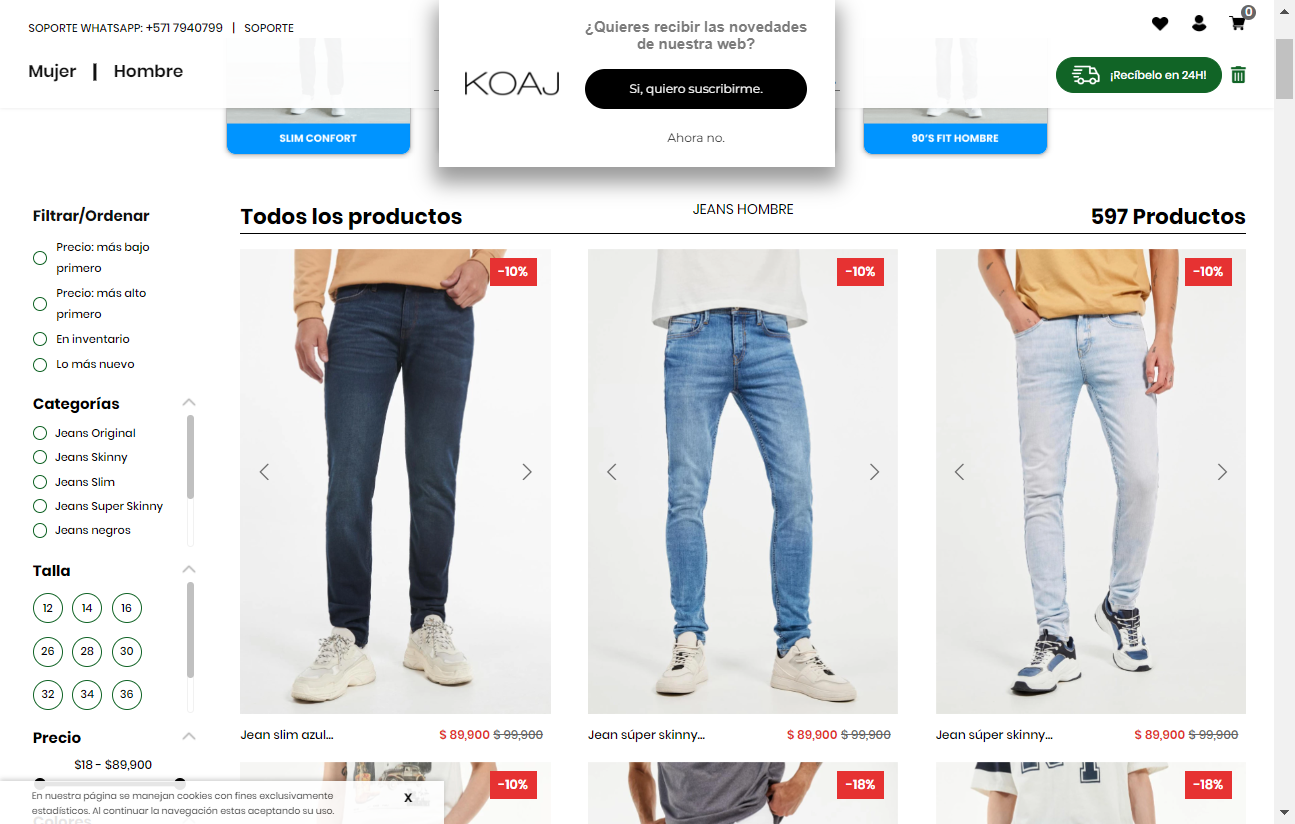 SOPORTE WHATSAPP: +571 7940799 | SOPORTE
0
Mujer | Hombre
¿Quieres recibir las novedades
de nuestra web?
KOAJ
Si, quiero suscribirme.
Ahora no.
¡Recíbelo en 24H!
SLIM CONFORT
90'S FIT HOMBRE
Filtrar/Ordenar
Precio: más bajo
primero
Precio: más alto
primero
En inventario
Lo más nuevo
Categorías
Jeans Original
Jeans Skinny
Jeans Slim
Jeans Super Skinny
Jeans negros
Talla
12 14 16
26 28 30
32 34 36
Precio
$18 - $89,900
Colores
Todos los productos
JEANS HOMBRE
597 Productos
-10%
-10%
-10%
Jean slim azul...
$ 89,900 $ 99,900
Jean súper skinny...
$ 89,900 $ 99,900
Jean súper skinny...
$ 89,900 $ 99,900
-10%
-18%
-18%
En nuestra página se manejan cookies con fines exclusivamente
estadísticos. Al continuar la navegación estas aceptando su uso.
X